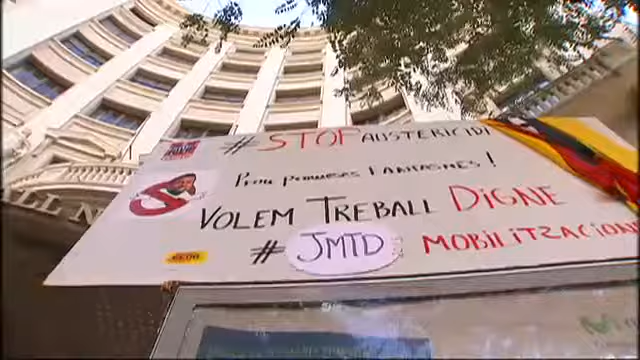 #STOP AUSTERICIDI
PROU PROMESES FANTASMES!
VOLEM TREBALL DIGNE
#JMTD MOBILITZACIONS